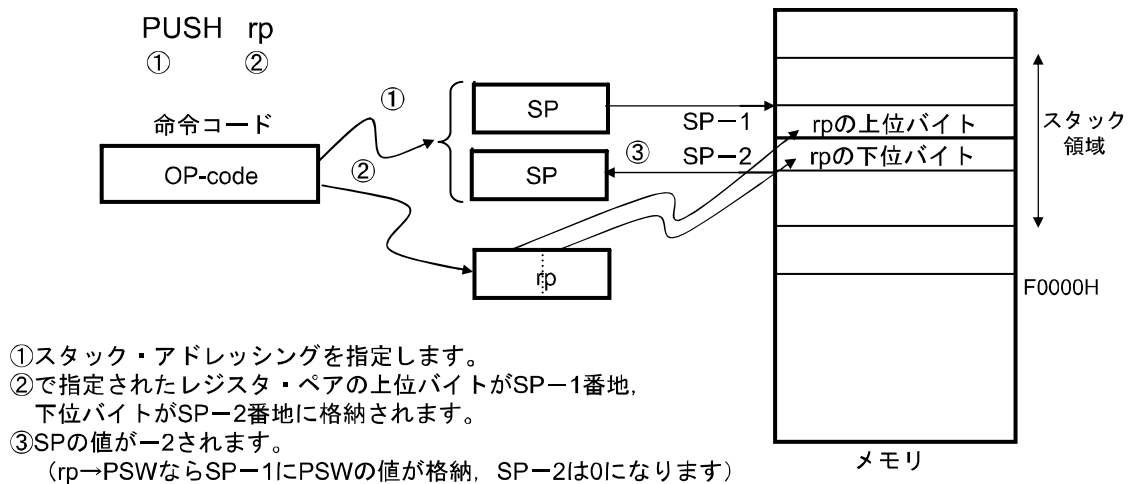 PUSH rp
① ②
命令コード
OP-code
①
②
SP
SP
③
rp
SP－1
SP－2
rpの上位バイト
rpの下位バイト
スタック
領域
F0000H
メモリ
①スタック・アドレッシングを指定します。
②で指定されたレジスタ・ペアの上位バイトがSP－1番地，
下位バイトがSP－2番地に格納されます。
③SPの値が－2されます。
（rp→PSWならSP－1にPSWの値が格納，SP－2は0になります）